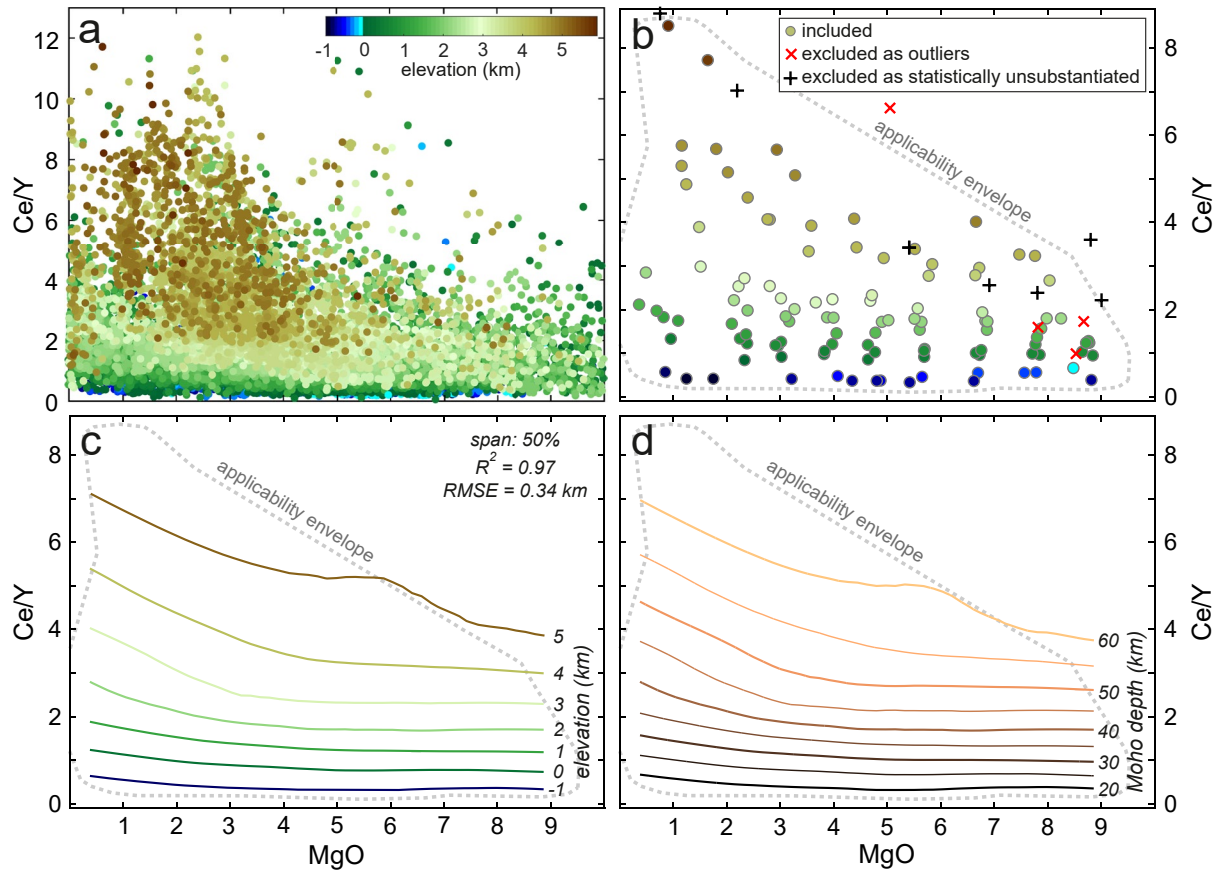 a
-1 0 1 2 3 4 5
elevation (km)
12
10
8
6
4
2
0
Ce/Y
b
included
excluded as outliers
excluded as statistically unsubstantiated
applicability envelope
8
6
4
2
0
Ce/Y
c
span: 50%
R² = 0.97
RMSE = 0.34 km
applicability envelope
8
6
4
2
0
Ce/Y
5
4
3
2
1
0
-1
elevation (km)
1 2 3 4 5 6 7 8 9
MgO
d
applicability envelope
60
50
40
30
20
Moho depth (km)
8
6
4
2
0
Ce/Y
1 2 3 4 5 6 7 8 9
MgO